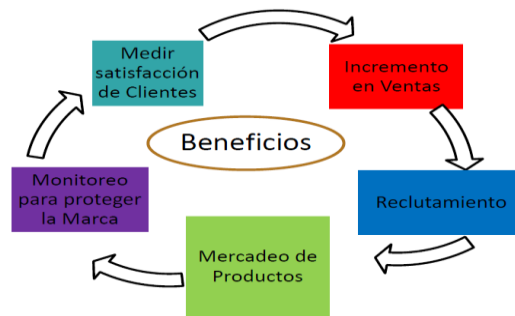 Medir
satisfacción
de Clientes
Incremento
en Ventas
Beneficios
Monitoreo
para proteger
la Marca
Reclutamiento
Mercadeo de
Productos